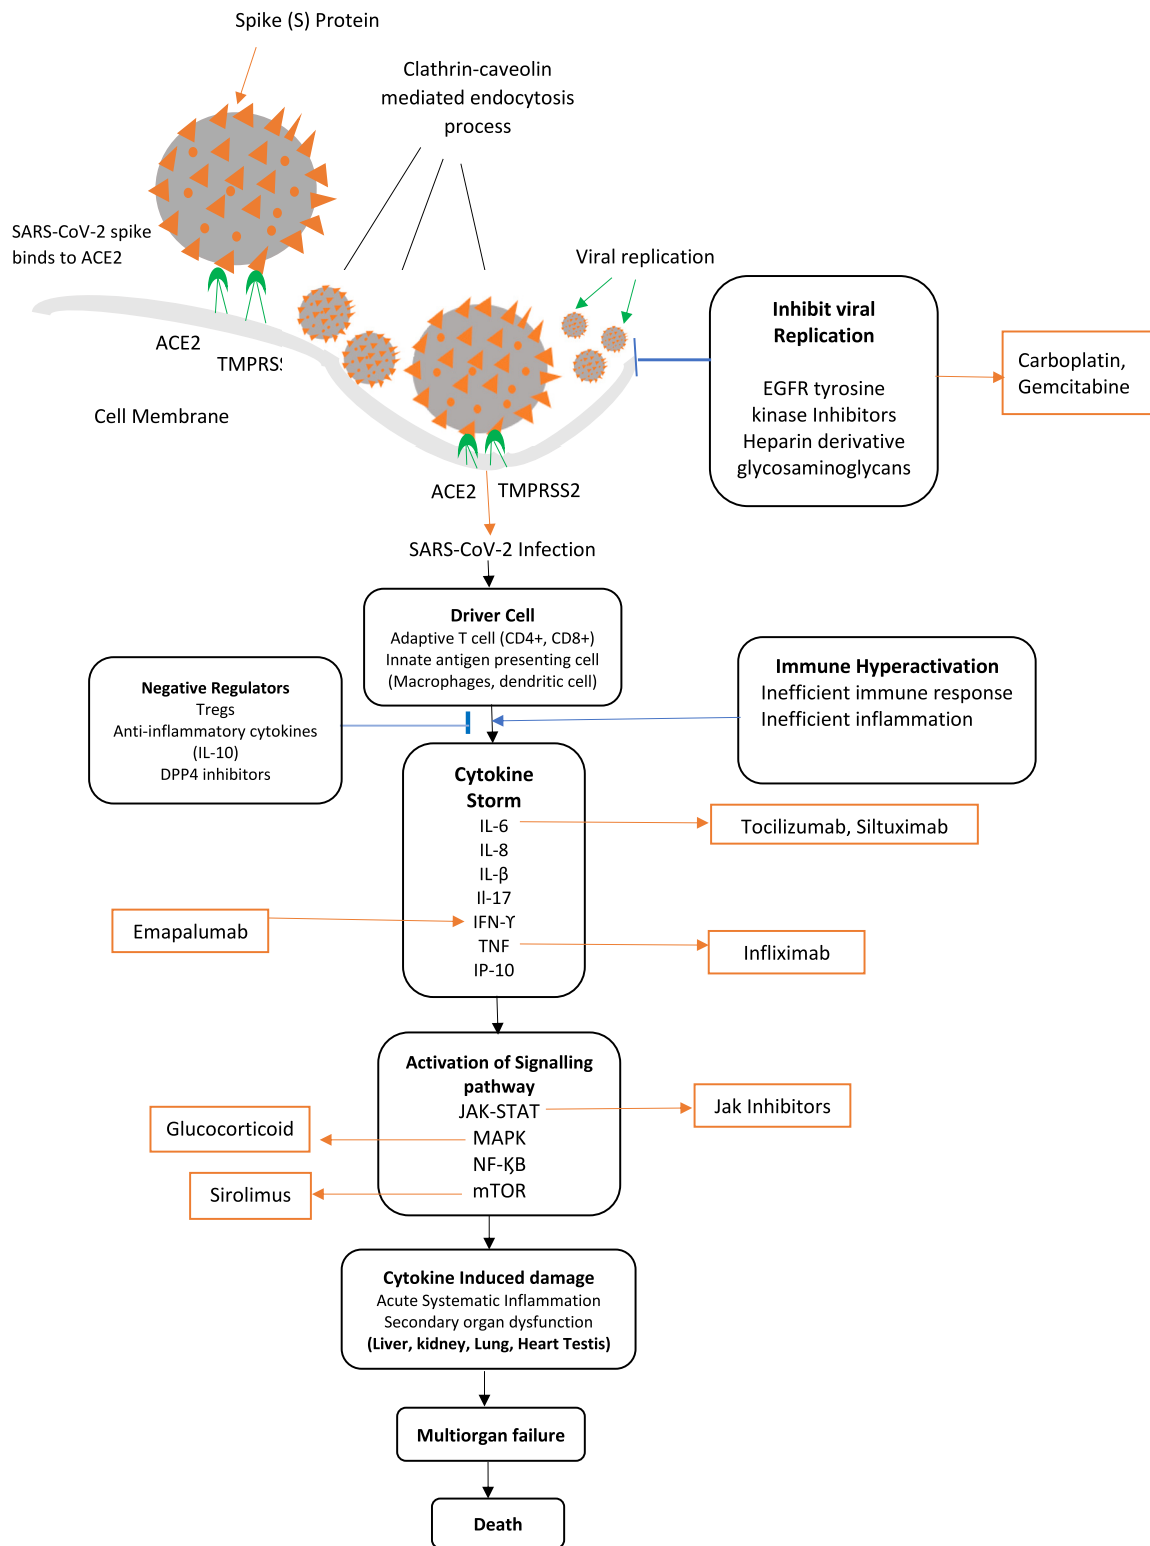 Spike (S) Protein
Clathrin-caveolin
mediated endocytosis
process
SARS-CoV-2 spike
binds to ACE2
Viral replication
ACE2
TMPRS
Cell Membrane
Inhibit viral
Replication
EGFR tyrosine
kinase Inhibitors
Heparin derivative
glycosaminoglycans
Carboplatin,
Gemcitabine
ACE2
TMPRSS2
SARS-CoV-2 Infection
Driver Cell
Adaptive T cell (CD4+, CD8+)
Innate antigen presenting cell
(Macrophages, dendritic cell)
Negative Regulators
Tregs
Anti-inflammatory cytokines
(IL-10)
DPP4 inhibitors
Immune Hyperactivation
Inefficient immune response
Inefficient inflammation
Cytokine
Storm
IL-6
IL-8
IL-β
Il-17
IFN-ϒ
TNF
IP-10
Tocilizumab, Siltuximab
Emapalumab
Infliximab
Activation of Signalling
pathway
JAK-STAT
MAPK
NF-ӃB
mTOR
Jak Inhibitors
Glucocorticoid
Sirolimus
Cytokine Induced damage
Acute Systematic Inflammation
Secondary organ dysfunction
(Liver, kidney, Lung, Heart Testis)
Multiorgan failure
Death